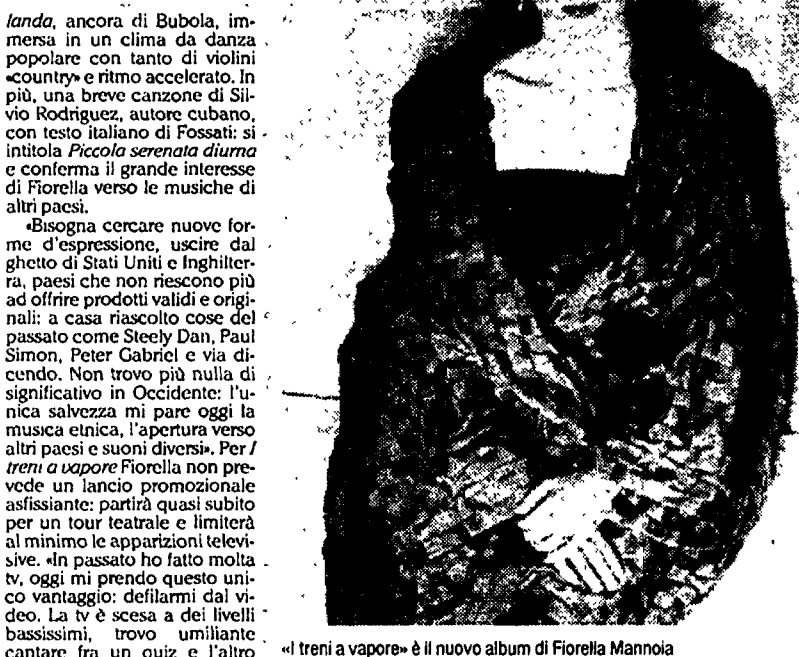 landa, ancora di Bubola, im-
mersa in un clima da danza
popolare con tanto di violini
«country» e ritmo accelerato. In
più, una breve canzone di Sil-
vio Rodriguez, autore cubano,
con testo italiano di Fossati: si
intitola Piccola serenata diurna
e conferma il grande interesse
di Fiorella verso le musiche di
altri paesi.
«Bisogna cercare nuove for-
me d'espressione, uscire dal
ghetto di Stati Uniti e Inghilter-
ra, paesi che non riescono più
ad offrire prodotti validi e origi-
nali: a casa riascolto cose del
passato come Steely Dan, Paul
Simon, Peter Gabriel e via di-
cendo. Non trovo più nulla di
significativo in Occidente: l'u-
nica salvezza mi pare oggi la
musica etnica, l'apertura verso
altri paesi e suoni diversi». Per I
treni a vapore Fiorella non pre-
vede un lancio promozionale
asfissiante: partirà quasi subito
per un tour teatrale e limiterà
al minimo le apparizioni televi-
sive. «In passato ho fatto molta
tv, oggi mi prendo questo uni-
co vantaggio: defilarmi dal vi-
deo. La tv è scesa a dei livelli
bassissimi, trovo umiliante
cantare fra un quiz e l'altro
«I treni a vapore» è il nuovo album di Fiorella Mannoia